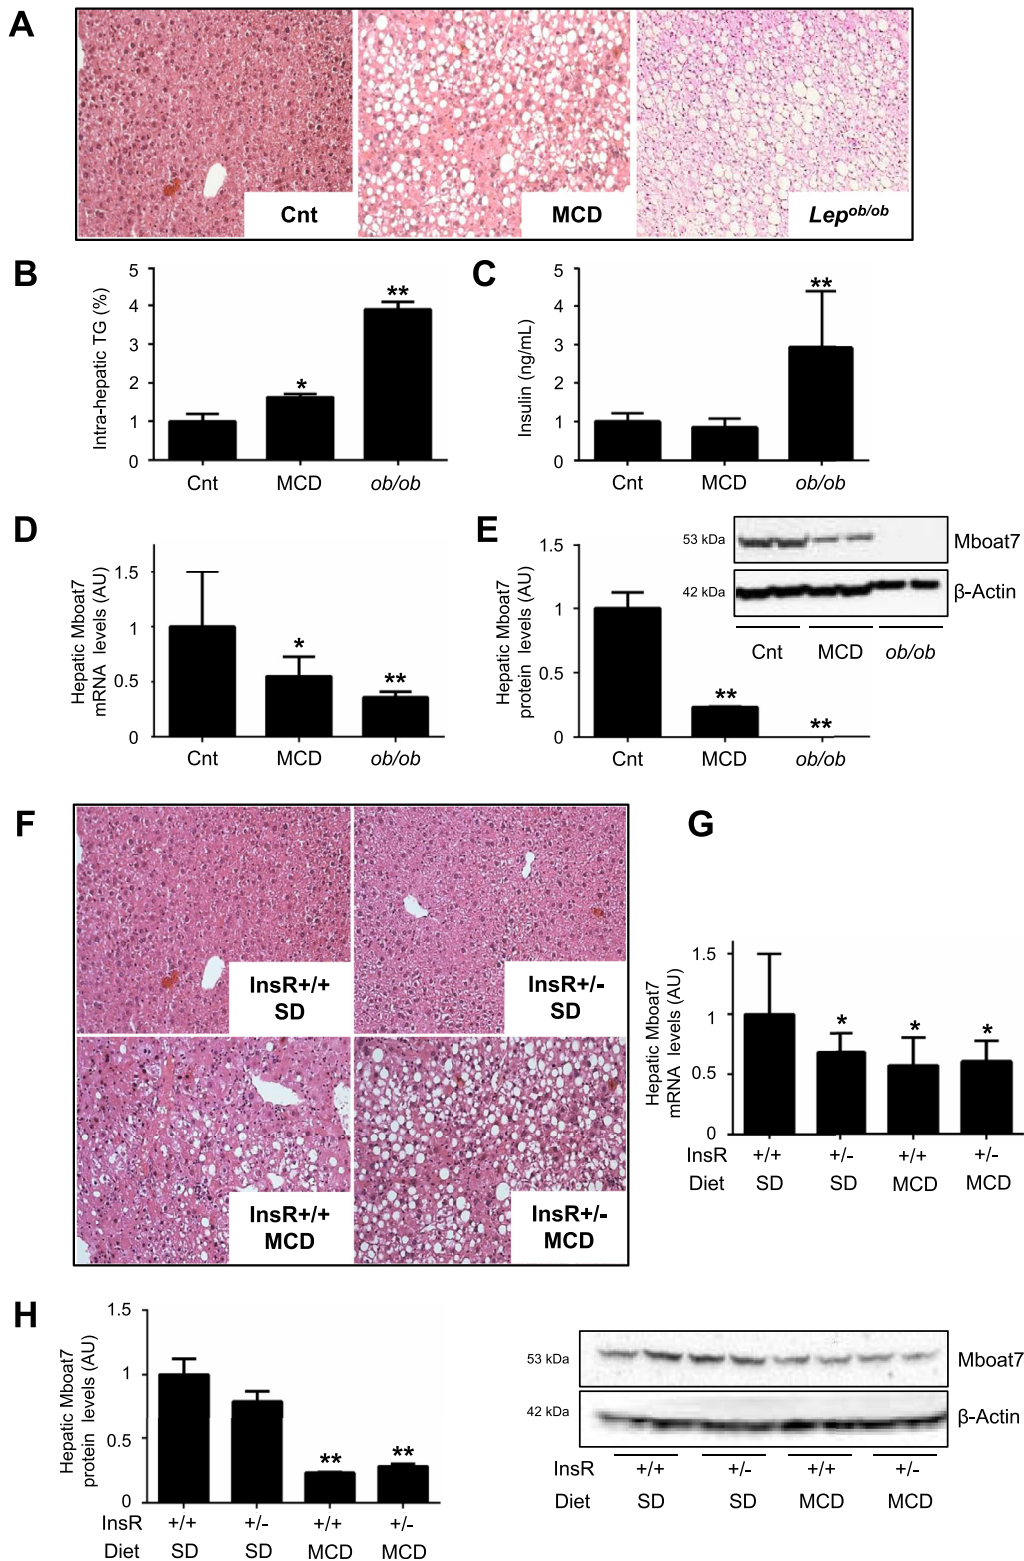 A
Cnt
MCD
Lep^ob/ob
B
Intra-hepatic TG (%)
5
4
3
2
1
0
**
*
Cnt
MCD
ob/ob
C
Insulin (ng/mL)
5
4
3
2
1
0
**
Cnt
MCD
ob/ob
D
Hepatic Mboat7
mRNA levels (AU)
1.5
1
0.5
0
*
**
Cnt
MCD
ob/ob
E
Hepatic Mboat7
protein levels (AU)
1.5
1
0.5
0
**
**
Cnt
MCD
ob/ob
53 kDa
Mboat7
42 kDa
β-Actin
Cnt
MCD
ob/ob
F
InsR+/+
SD
InsR+/-
SD
InsR+/+
MCD
InsR+/-
MCD
G
Hepatic Mboat7
mRNA levels (AU)
1.5
1
0.5
0
*
*
*
InsR +/+ +/- +/+ +/-
Diet SD SD MCD MCD
H
Hepatic Mboat7
protein levels (AU)
1.5
1
0.5
0
**
**
InsR +/+ +/- +/+ +/-
Diet SD SD MCD MCD
53 kDa
Mboat7
42 kDa
β-Actin
InsR +/+ +/- +/+ +/-
Diet SD SD MCD MCD